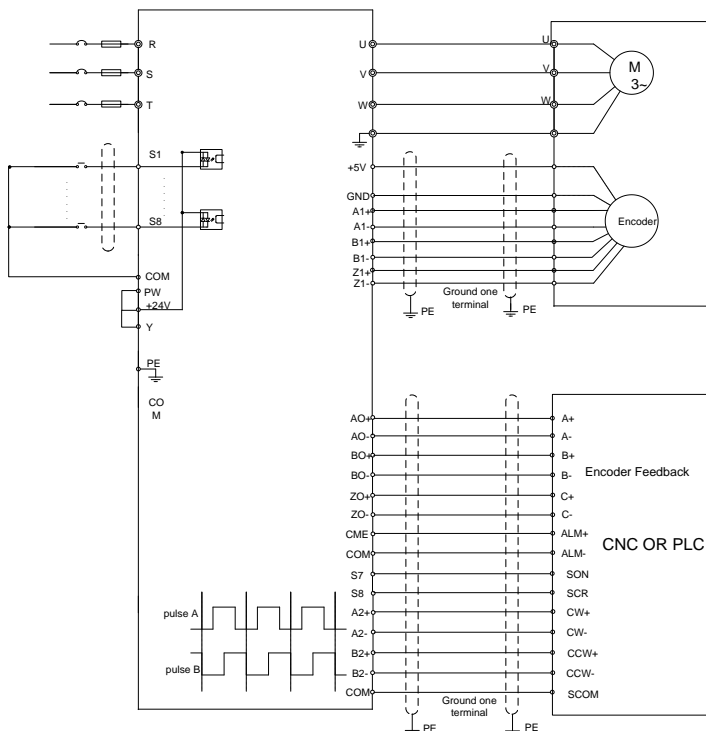 R
S
T
S1
S8
COM
PW
+24V
Y
PE
CO
M
U
V
W
+5V
GND
A1+
A1-
B1+
B1-
Z1+
Z1-
U
V
W
M
3~
Encoder
Ground one
terminal
PE
PE
AO+
AO-
BO+
BO-
ZO+
ZO-
CME
COM
S7
S8
A2+
A2-
B2+
B2-
COM
pulse A
pulse B
A+
A-
B+
B-
C+
C-
ALM+
ALM-
SON
SCR
CW+
CW-
CCW+
CCW-
SCOM
Encoder Feedback
CNC OR PLC
Ground one
terminal
PE
PE